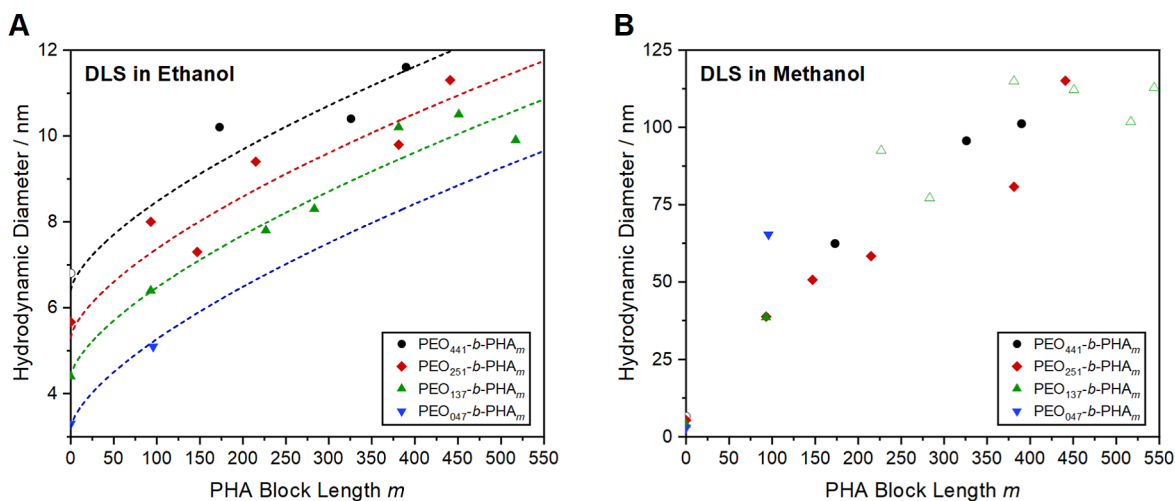 A
DLS in Ethanol
Hydrodynamic Diameter / nm
12
10
8
6
4
0
50
100
150
200
250
300
350
400
450
500
550
PHA Block Length m
PEO441-b-PHAm
PEO251-b-PHAm
PEO137-b-PHAm
PEO047-b-PHAm
B
DLS in Methanol
Hydrodynamic Diameter / nm
125
100
75
50
25
0
0
50
100
150
200
250
300
350
400
450
500
550
PHA Block Length m
PEO441-b-PHAm
PEO251-b-PHAm
PEO137-b-PHAm
PEO047-b-PHAm